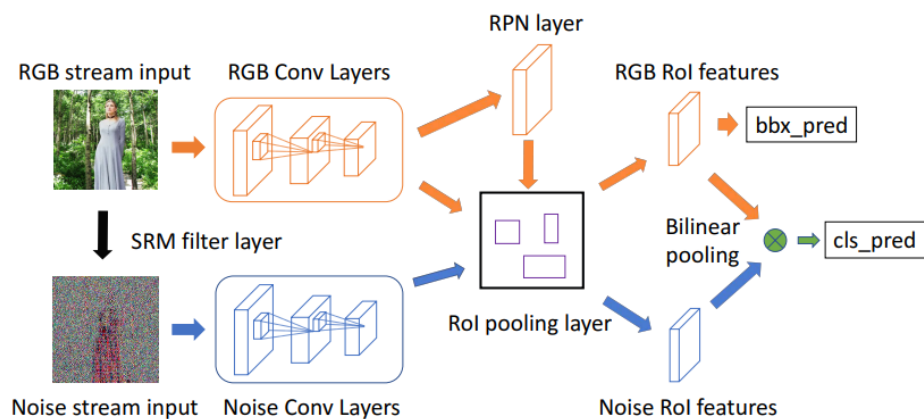 RPN layer
RGB stream input
RGB Conv Layers
RGB RoI features
bbx_pred
SRM filter layer
Bilinear
pooling
cls_pred
RoI pooling layer
Noise stream input
Noise Conv Layers
Noise RoI features